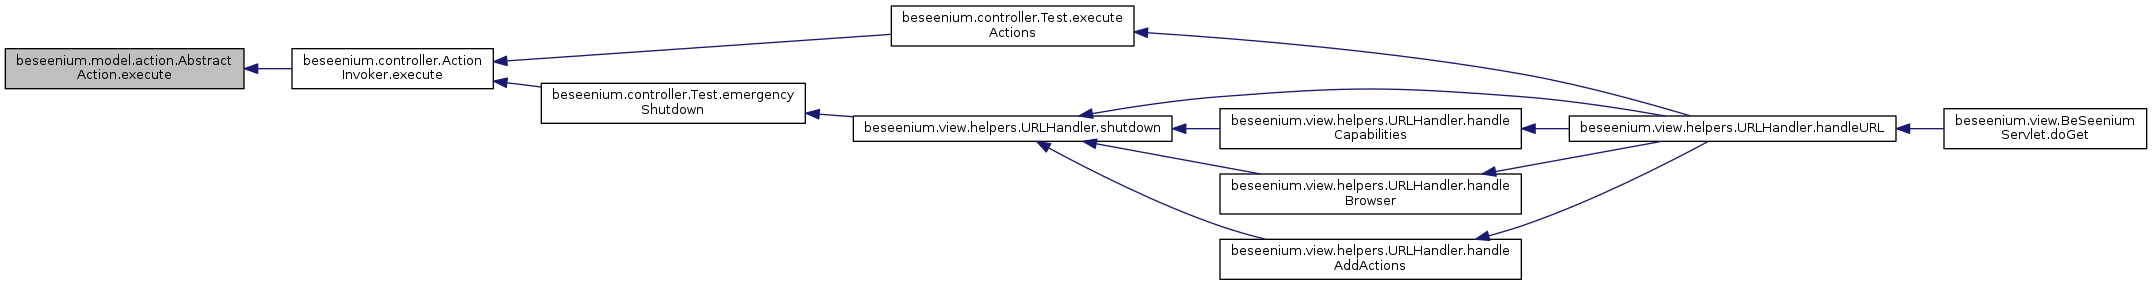 beseenium.model.action.Abstract
Action.execute
beseenium.controller.Action
Invoker.execute
beseenium.controller.Test.execute
Actions
beseenium.controller.Test.emergency
Shutdown
beseenium.view.helpers.URLHandler.shutdown
beseenium.view.helpers.URLHandler.handle
Capabilities
beseenium.view.helpers.URLHandler.handle
Browser
beseenium.view.helpers.URLHandler.handle
AddActions
beseenium.view.helpers.URLHandler.handleURL
beseenium.view.BeSeenium
Servlet.doGet